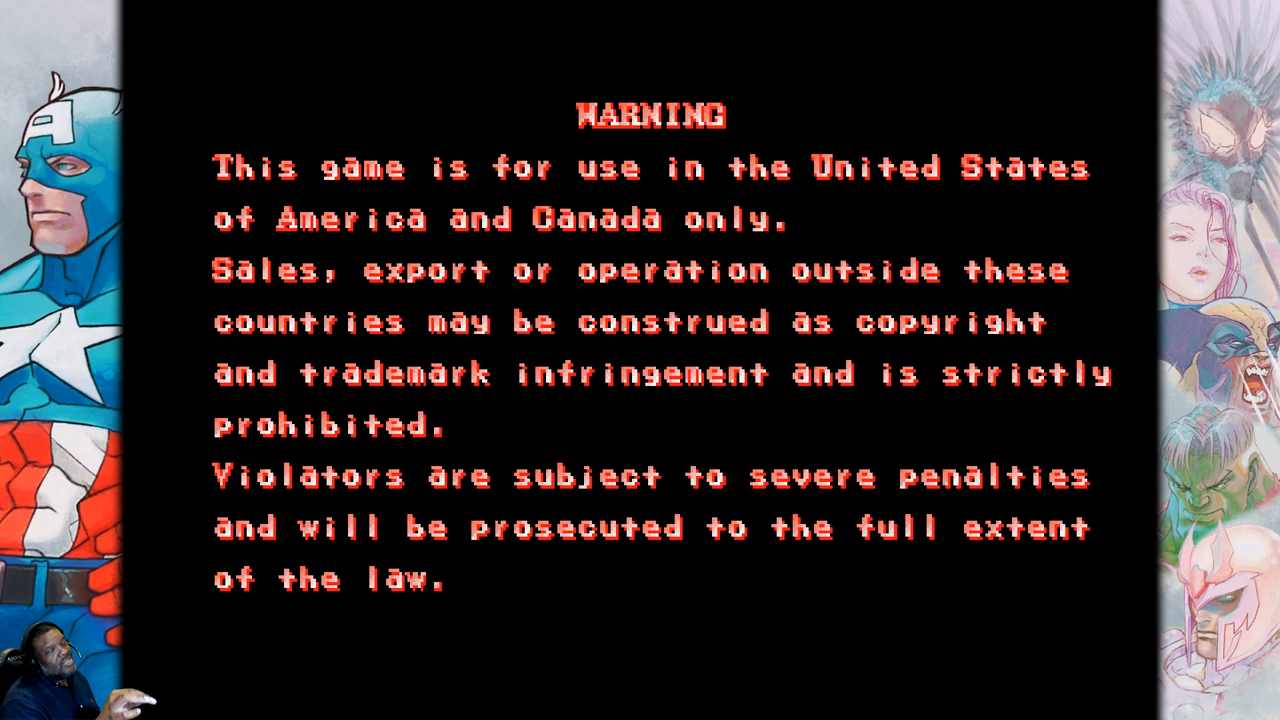 WARNING
This game is for use in the United States
of America and Canada only.
Sales, export or operation outside these
countries may be construed as copyright
and trademark infringement and is strictly
prohibited.
Violators are subject to severe penalties
and will be prosecuted to the full extent
of the law.
A